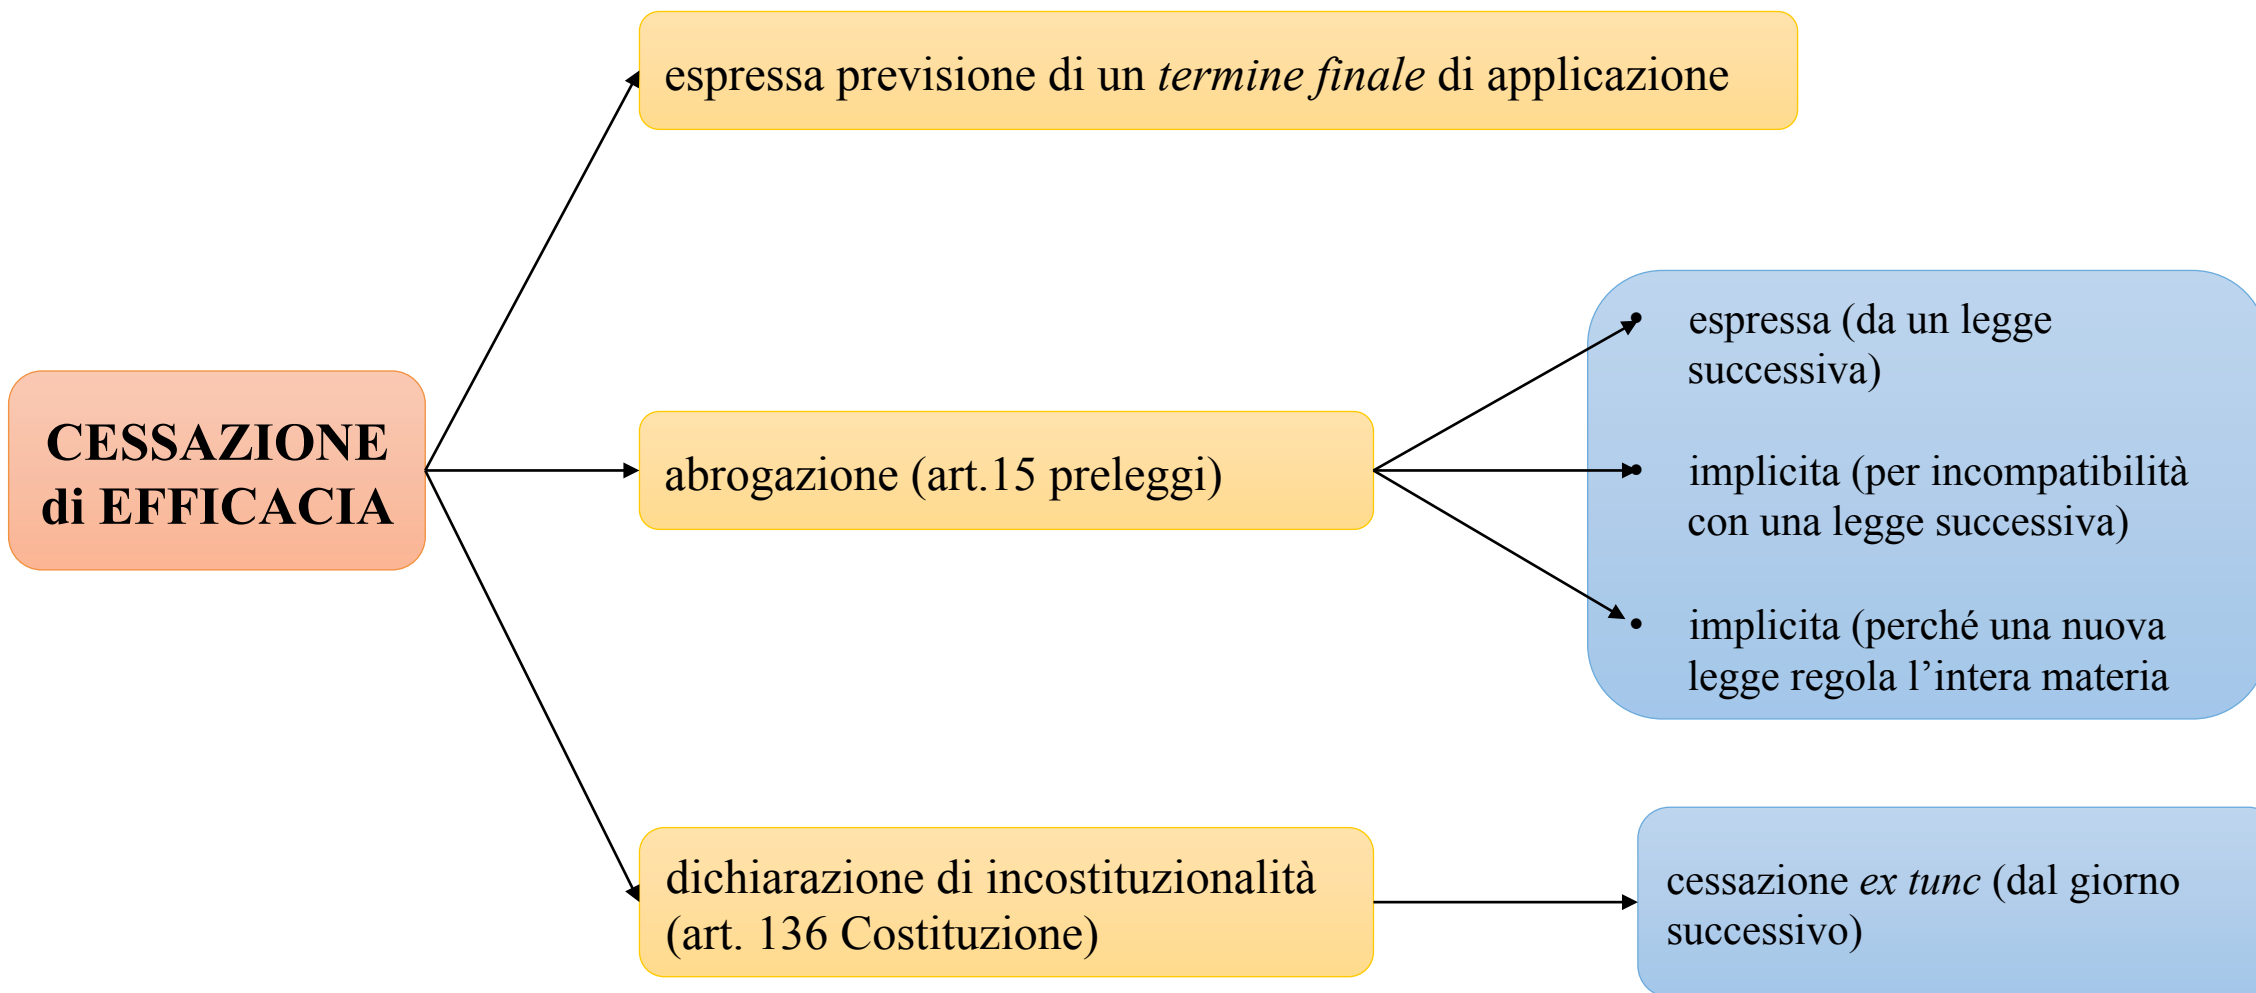 espressa previsione di un termine finale di applicazione
CESSAZIONE
di EFFICACIA
abrogazione (art.15 preleggi)
• espressa (da un legge
successiva)
• implicita (per incompatibilità
con una legge successiva)
• implicita (perché una nuova
legge regola l’intera materia
dichiarazione di incostituzionalità
(art. 136 Costituzione)
cessazione ex tunc (dal giorno
successivo)